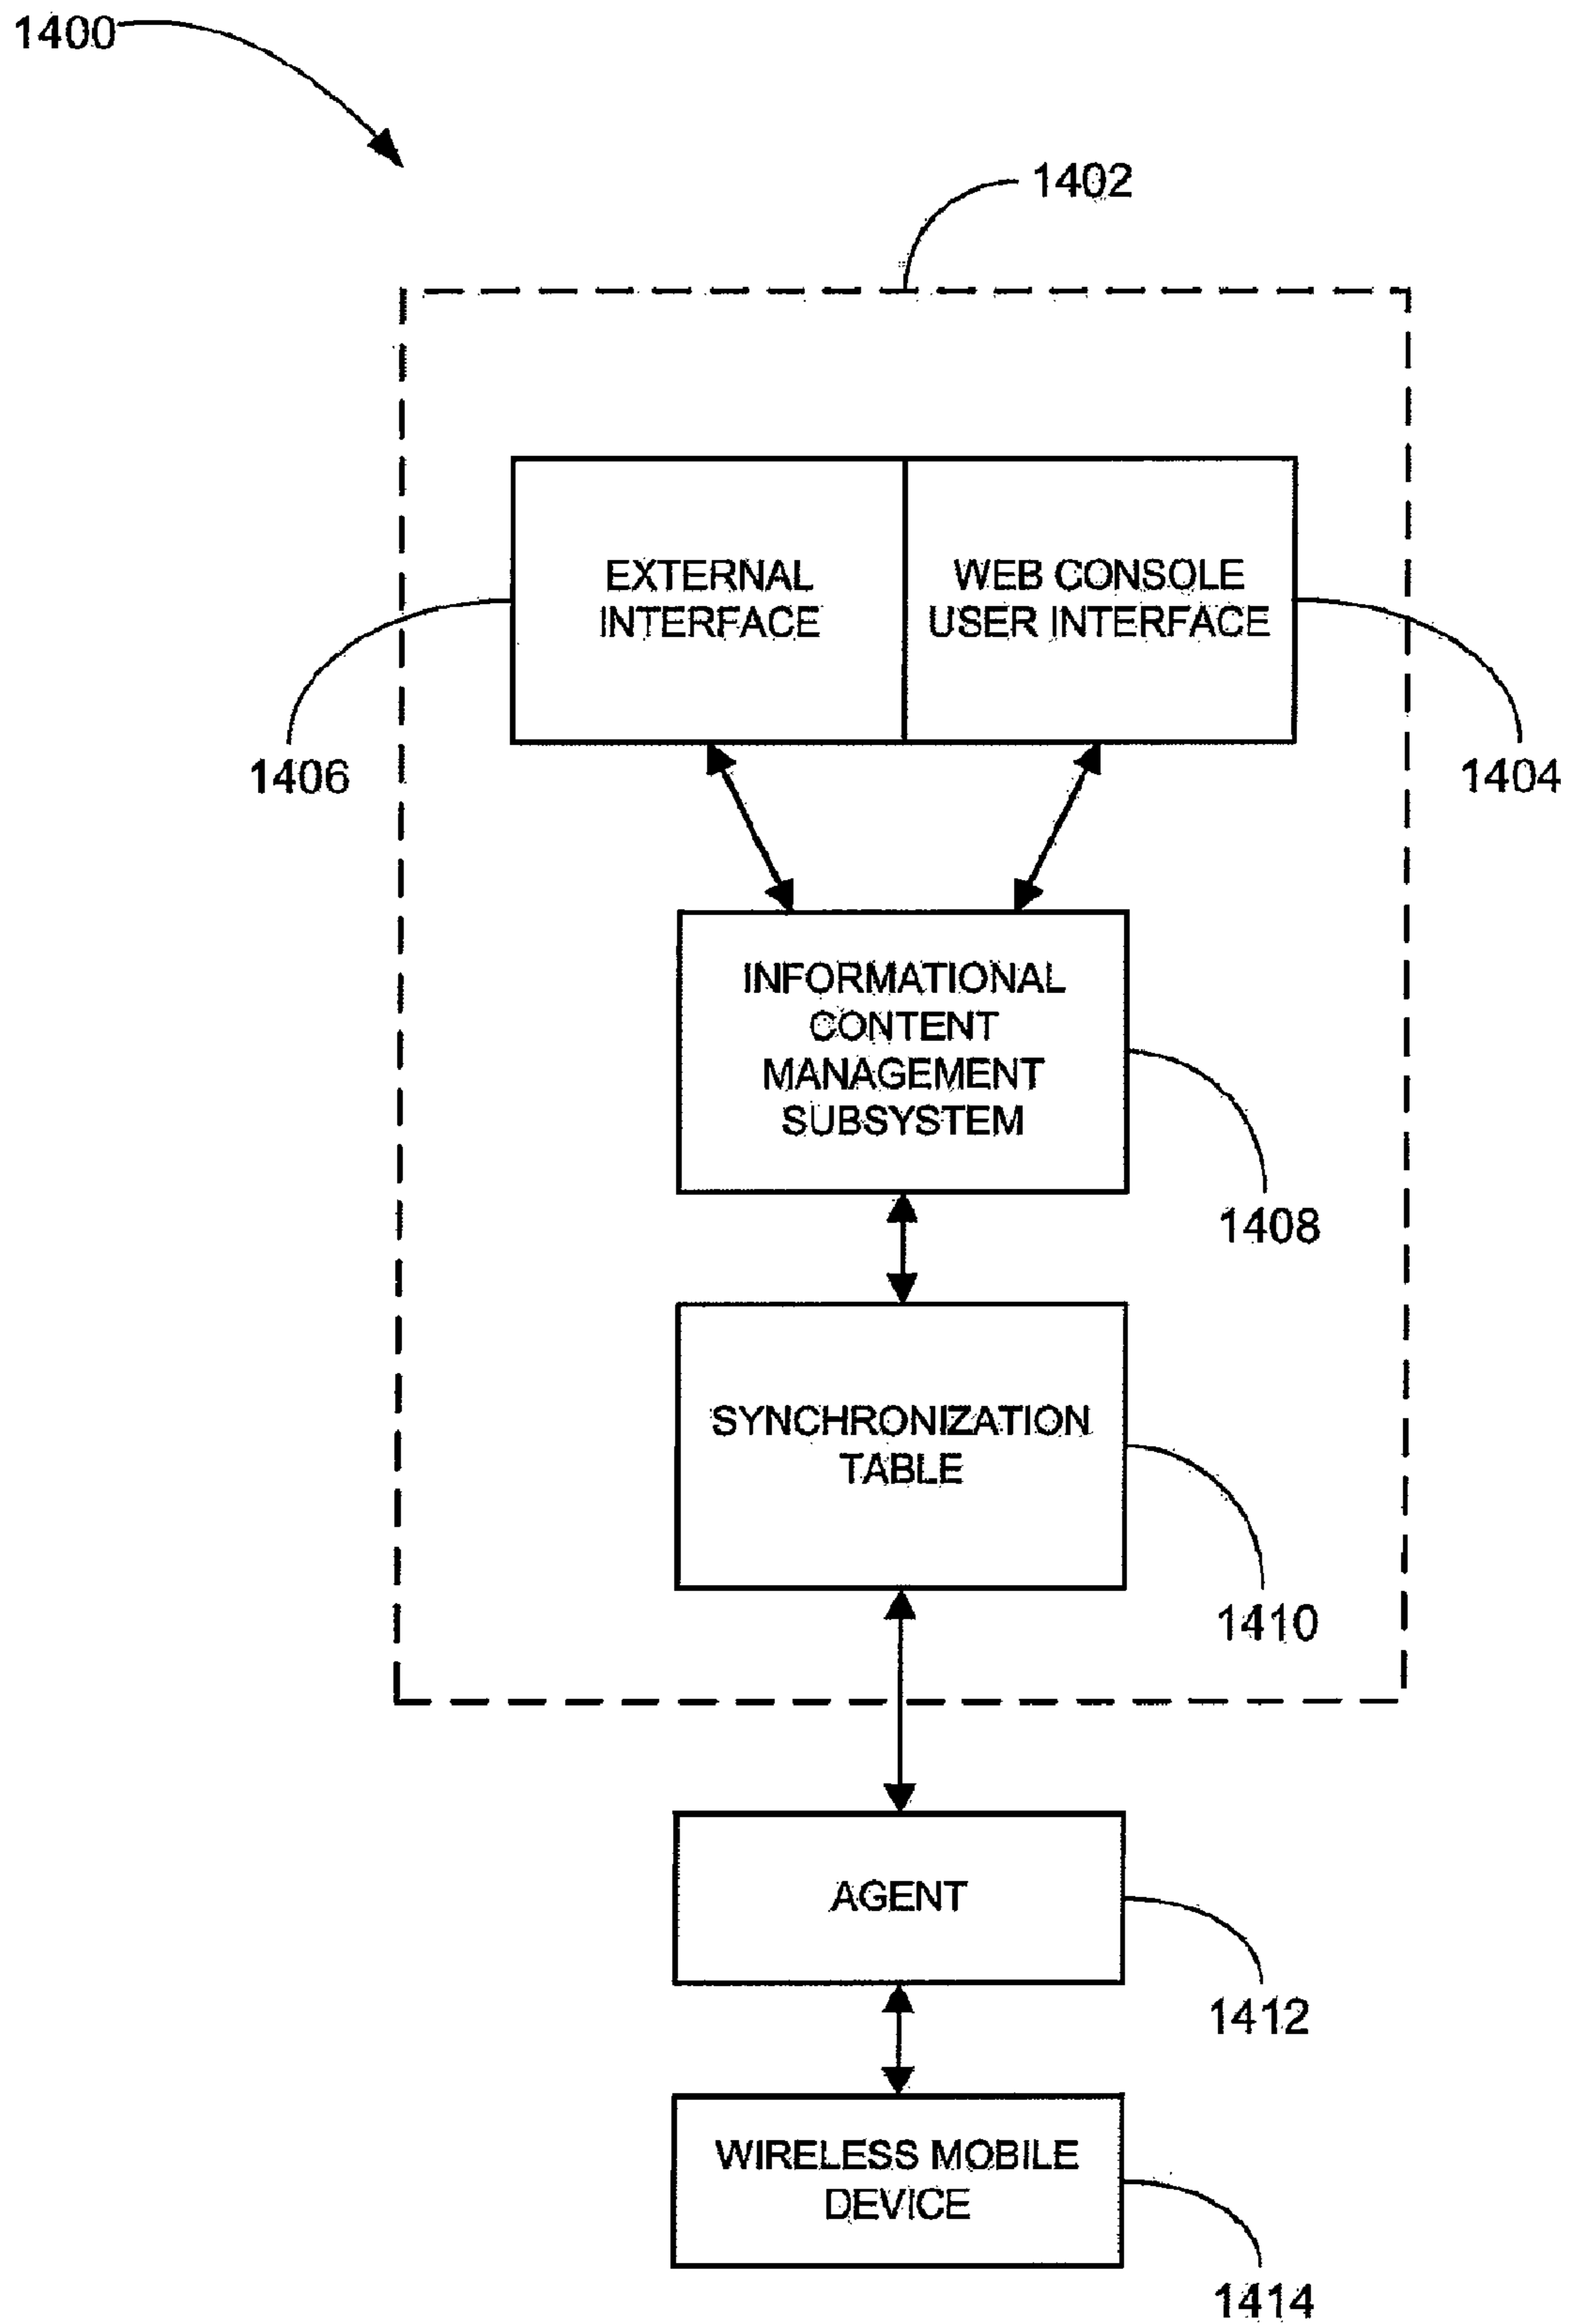 1400
1402
EXTERNAL
INTERFACE
WEB CONSOLE
USER INTERFACE
1406
1404
INFORMATIONAL
CONTENT
MANAGEMENT
SUBSYSTEM
1408
SYNCHRONIZATION
TABLE
1410
AGENT
1412
WIRELESS MOBILE
DEVICE
1414